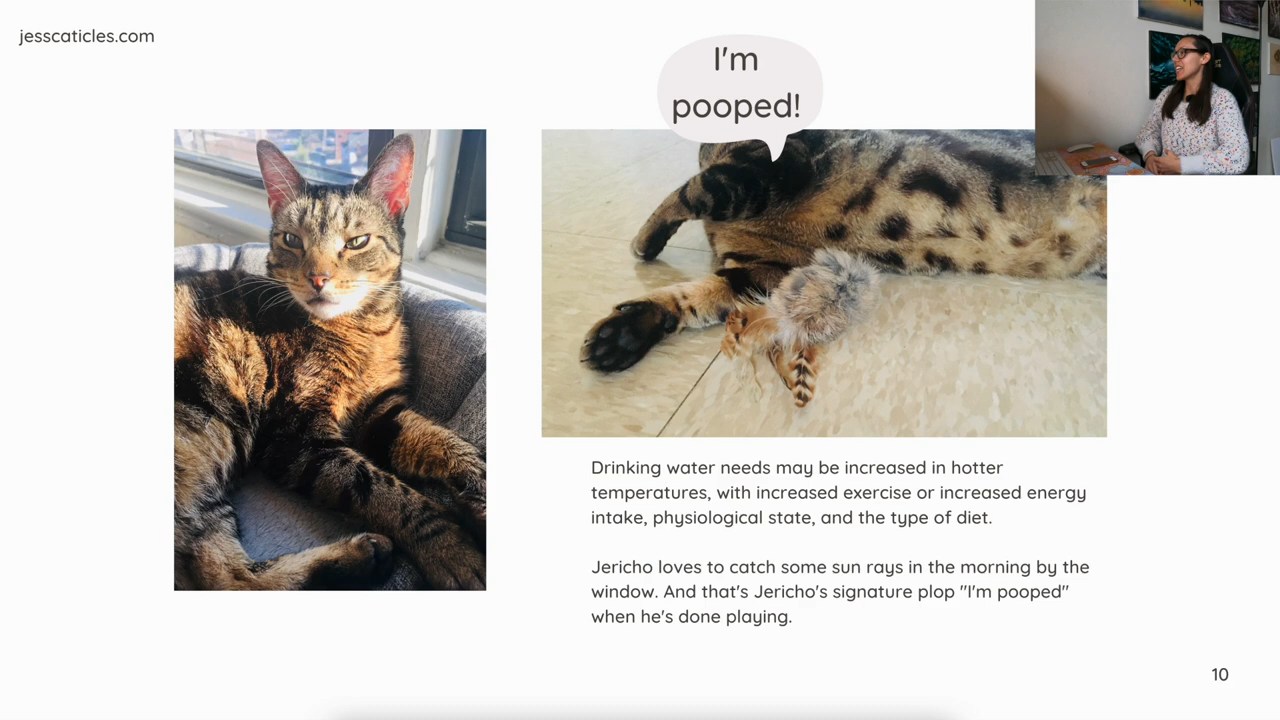 jesscaticles.com
I'm
pooped!
Drinking water needs may be increased in hotter
temperatures, with increased exercise or increased energy
intake, physiological state, and the type of diet.
Jericho loves to catch some sun rays in the morning by the
window. And that's Jericho's signature plop "I'm pooped"
when he's done playing.
10